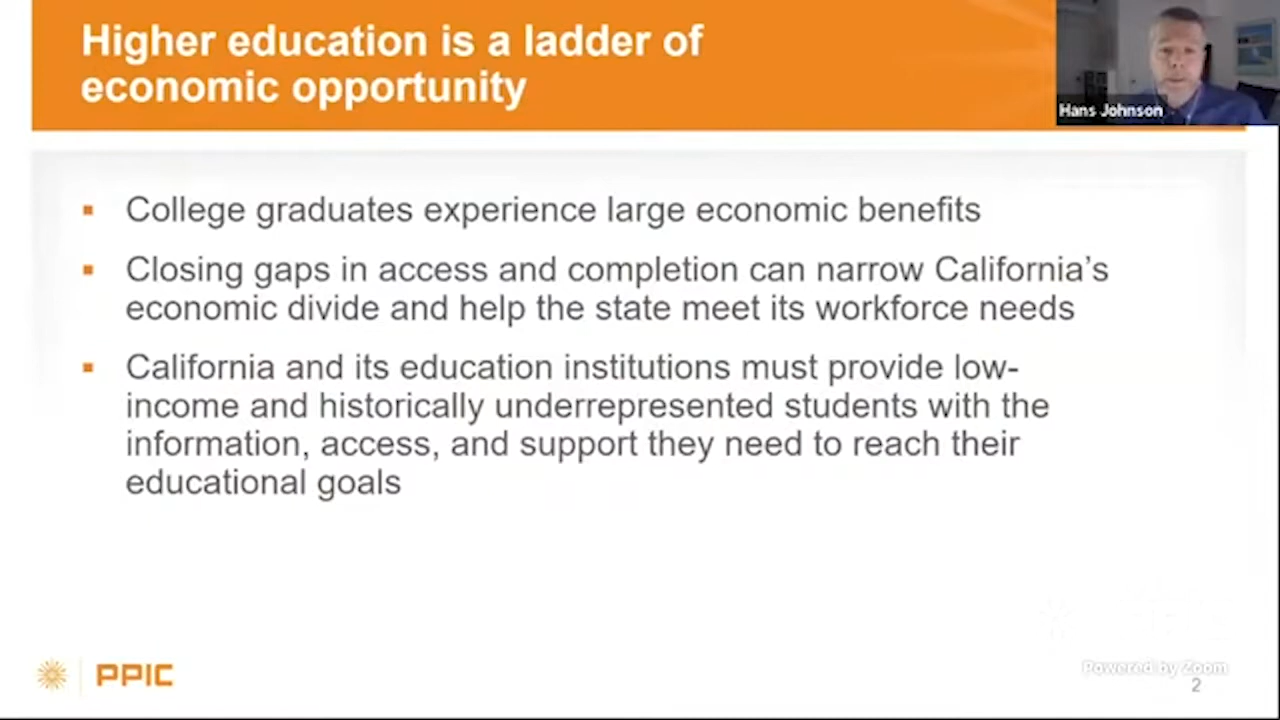 Higher education is a ladder of
economic opportunity
Hans Johnson
▪ College graduates experience large economic benefits
▪ Closing gaps in access and completion can narrow California's
economic divide and help the state meet its workforce needs
▪ California and its education institutions must provide low-
income and historically underrepresented students with the
information, access, and support they need to reach their
educational goals
PPIC
Powered by Zoom
2